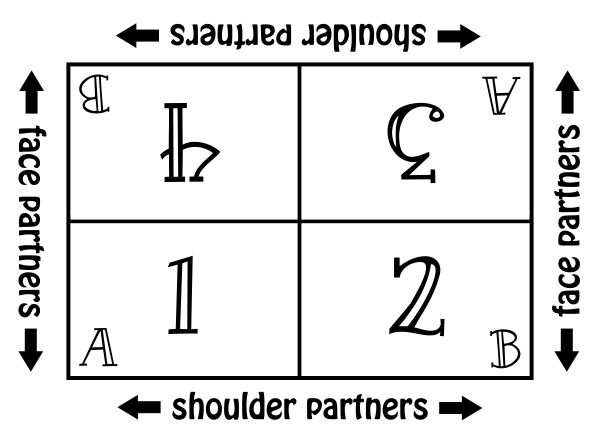 shoulder partners
B 4 3 A
face partners
face partners
A 1 2 B
shoulder partners